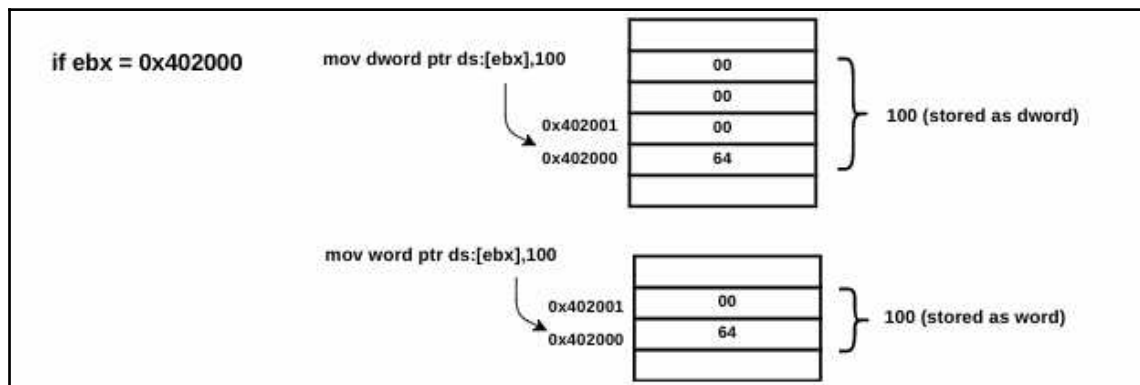 if ebx = 0x402000
mov dword ptr ds:[ebx],100
00
00
0x402001 00
0x402000 64
100 (stored as dword)
mov word ptr ds:[ebx],100
0x402001 00
0x402000 64
100 (stored as word)